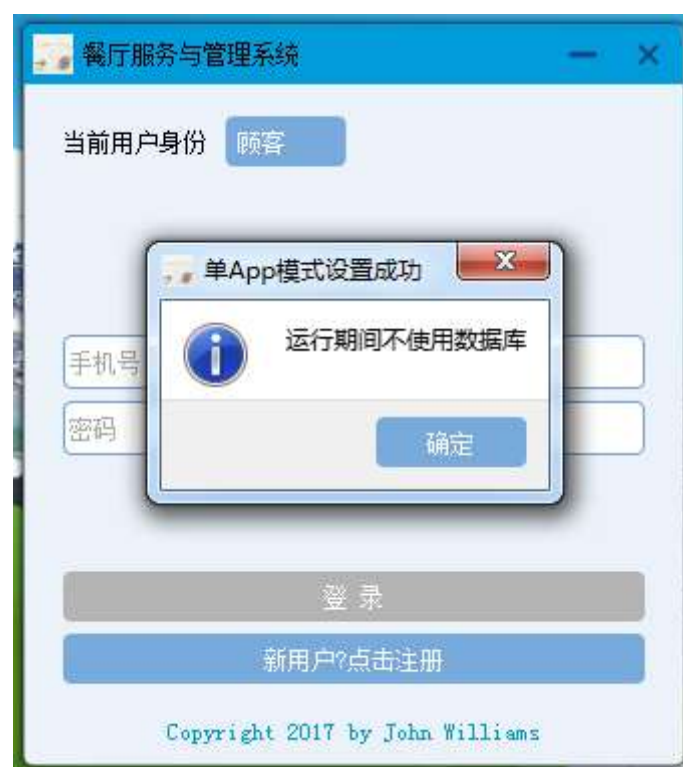 餐厅服务与管理系统
当前用户身份 顾客
单App模式设置成功
运行期间不使用数据库
手机号
密码
确定
登 录
新用户?点击注册
Copyright 2017 by John Williams